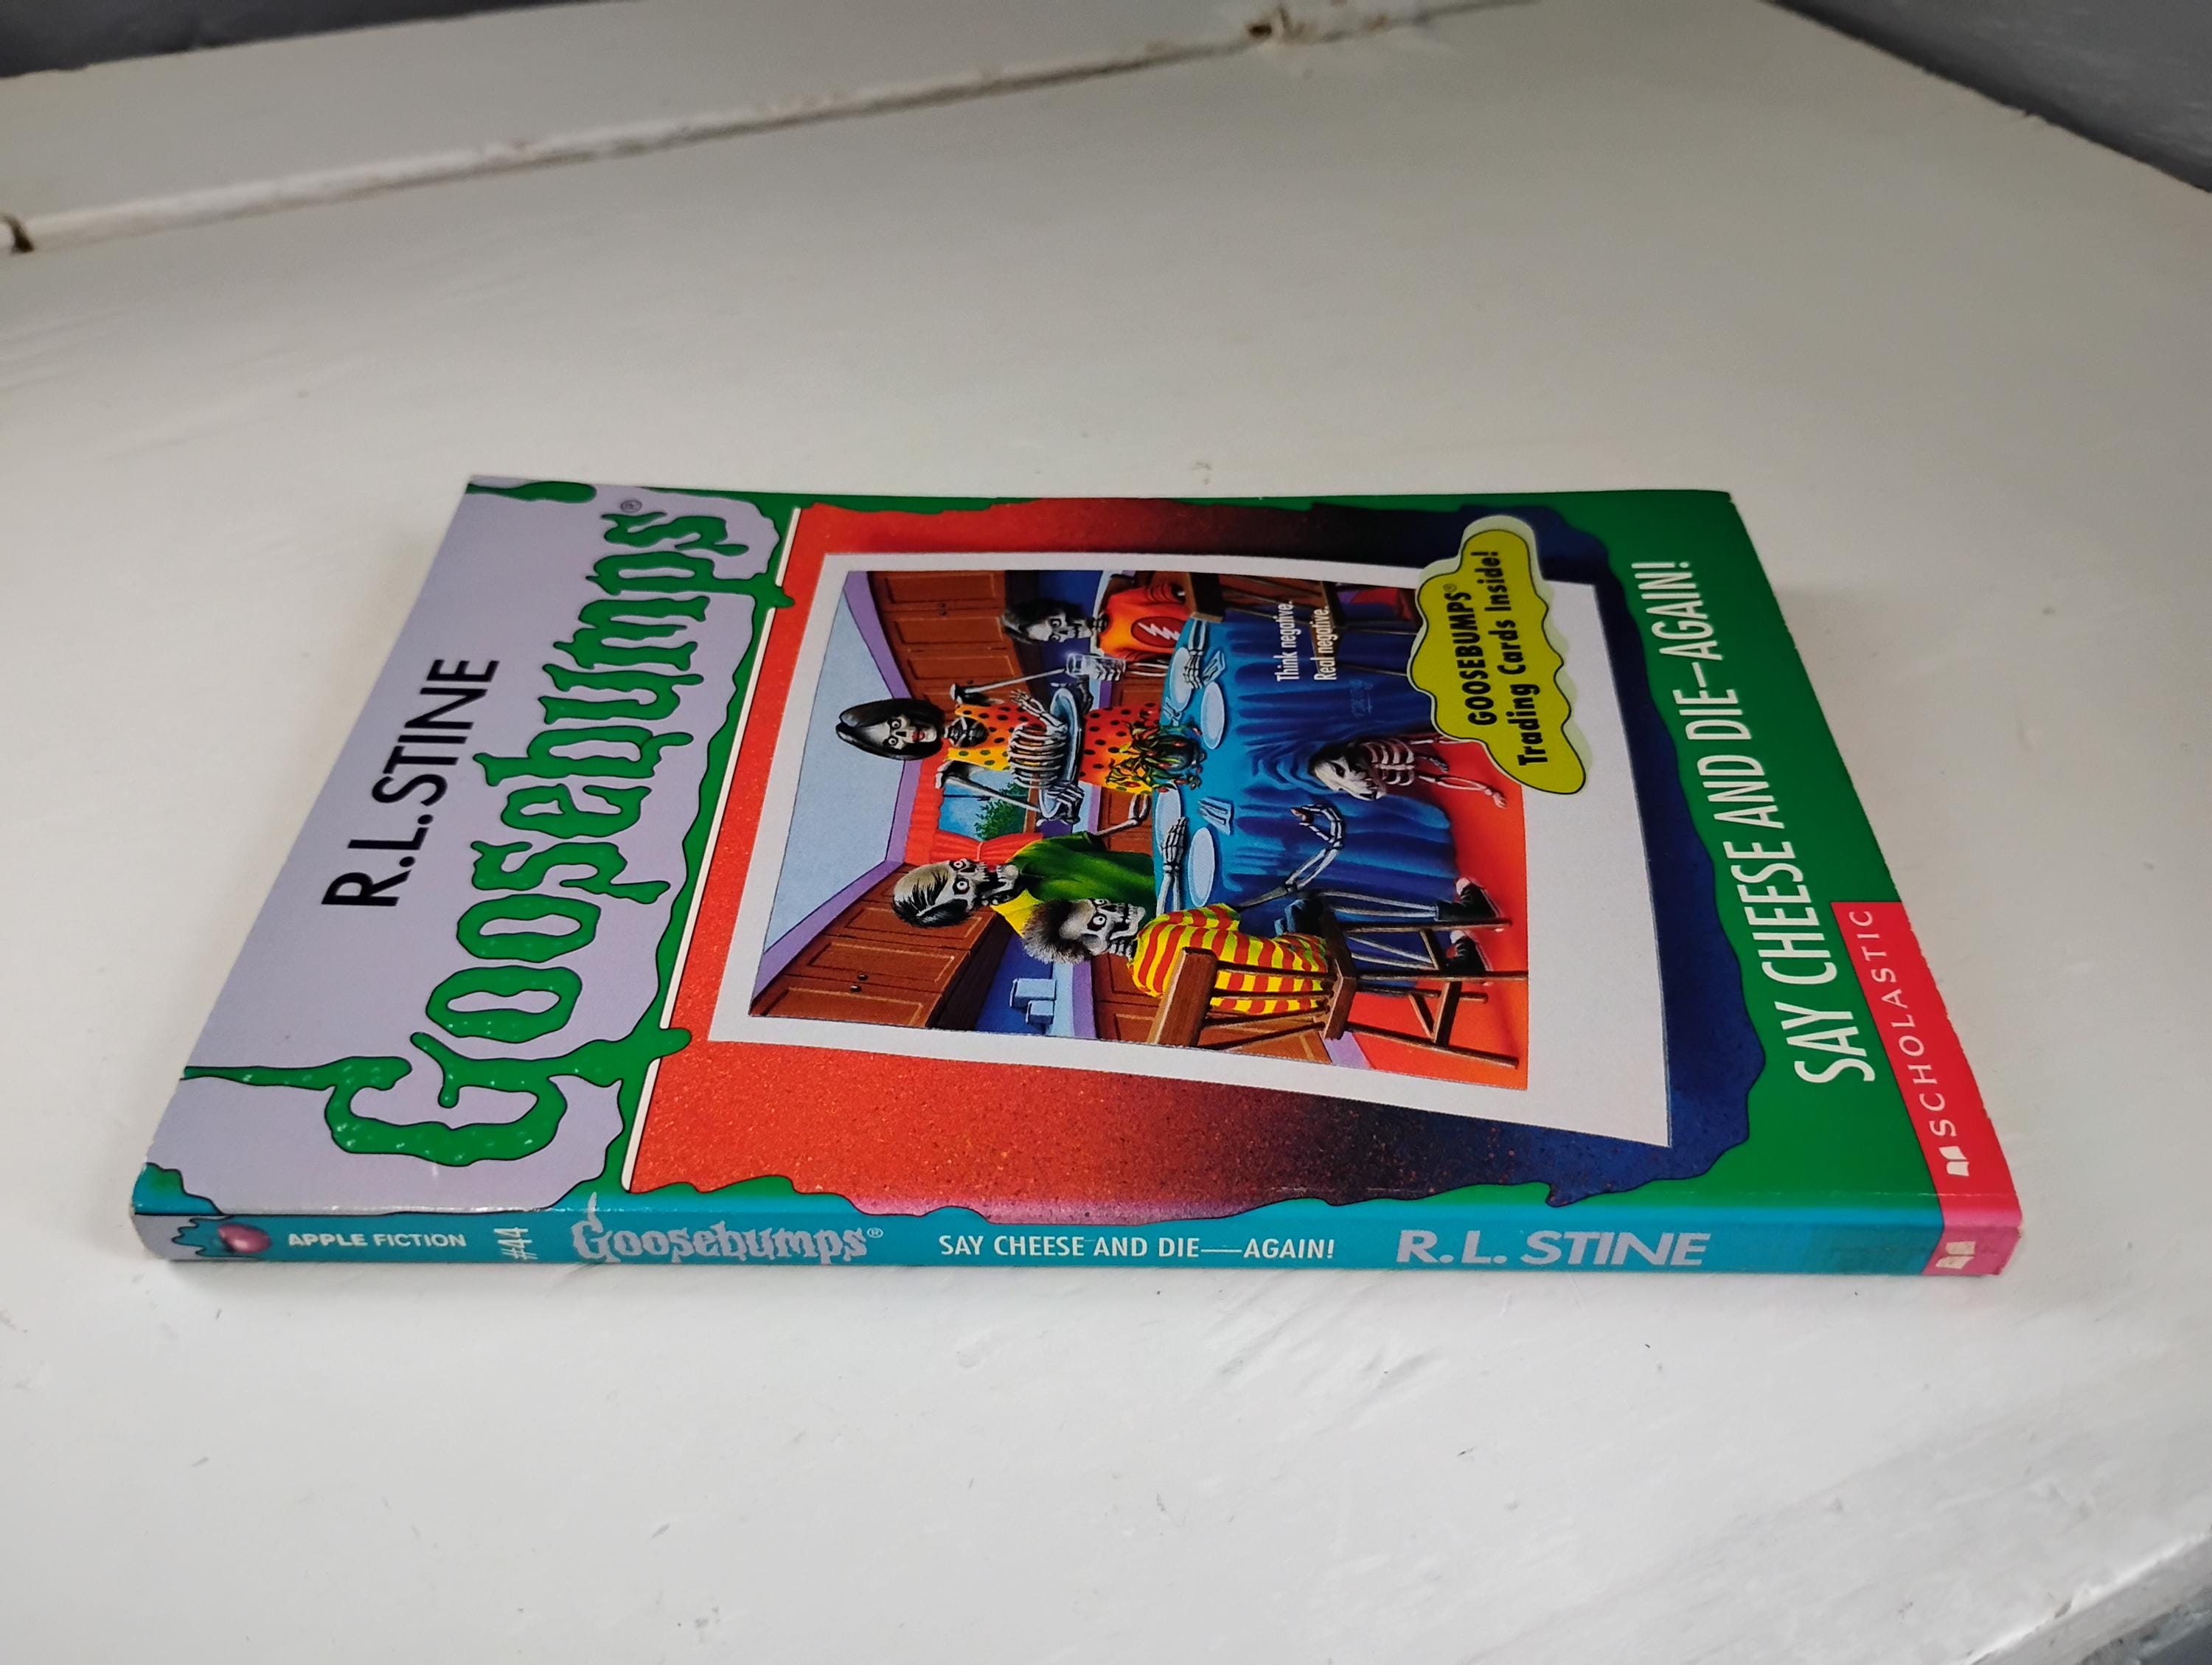 R.L. STINE
Goosebumps®
Think negative.
Real negative.
GOOSEBUMPS®
Trading Cards Inside!
SAY CHEESE AND DIE—AGAIN!
SCHOLASTIC
APPLE FICTION
#44
Goosebumps®
SAY CHEESE AND DIE—AGAIN!
R.L. STINE